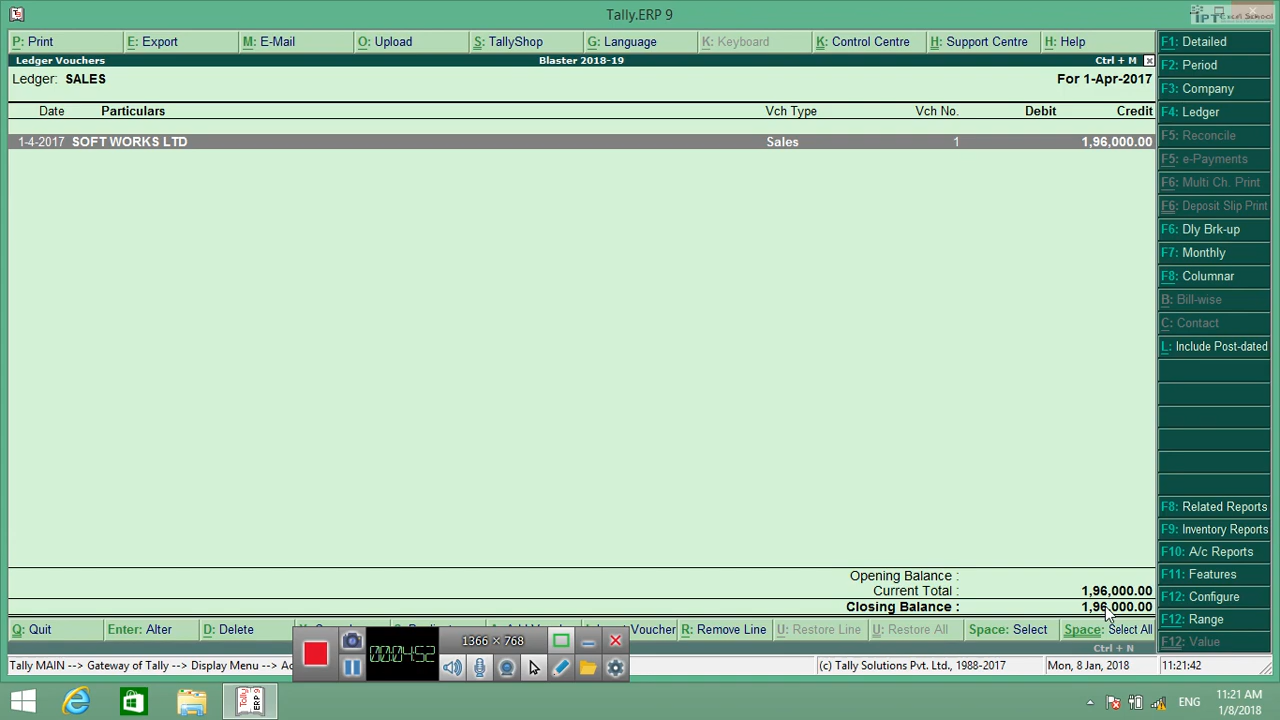 Tally.ERP 9
P: Print E: Export M: E-Mail O: Upload S: TallyShop G: Language K: Keyboard K: Control Centre H: Support Centre H: Help
Ledger Vouchers Blaster 2018-19 Ctrl + M
Ledger: SALES For 1-Apr-2017
Date Particulars Vch Type Vch No. Debit Credit
1-4-2017 SOFT WORKS LTD Sales 1 1,96,000.00
Opening Balance :
Current Total : 1,96,000.00
Closing Balance : 1,96,000.00
F1: Detailed
F2: Period
F3: Company
F4: Ledger
F5: Reconcile
F5: e-Payments
F6: Multi Ch. Print
F6: Deposit Slip Print
F6: Dly Brk-up
F7: Monthly
F8: Columnar
B: Bill-wise
C: Contact
L: Include Post-dated
F8: Related Reports
F9: Inventory Reports
F10: A/c Reports
F11: Features
F12: Configure
F12: Range
F12: Value
Q: Quit Enter: Alter D: Delete Voucher R: Remove Line U: Restore Line U: Restore All Space: Select Space: Select All
Ctrl + N
1366 × 768
00:04:52
Tally MAIN --> Gateway of Tally --> Display Menu --> Ac (c) Tally Solutions Pvt. Ltd., 1988-2017 Mon, 8 Jan, 2018 11:21:42
ERP 9
ENG
11:21 AM
1/8/2018